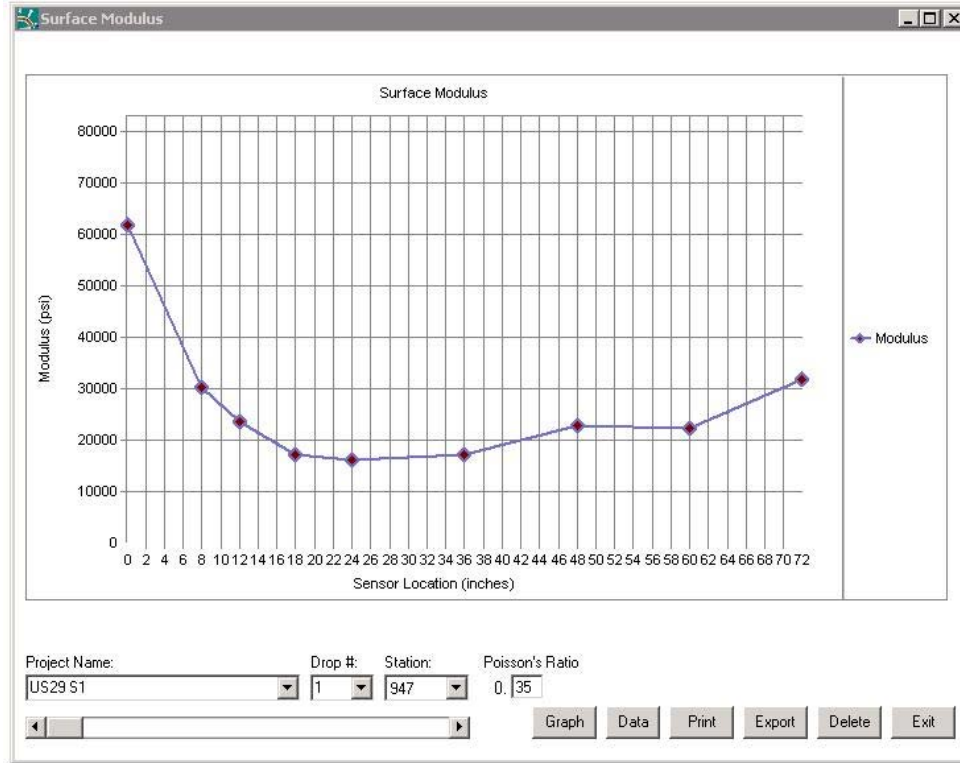 Surface Modulus
Surface Modulus
80000
70000
60000
50000
40000
30000
20000
10000
0
Modulus (psi)
Modulus
0 2 4 6 8 10 12 14 16 18 20 22 24 26 28 30 32 34 36 38 40 42 44 46 48 50 52 54 56 58 60 62 64 66 68 70 72
Sensor Location (inches)
Project Name: Drop #: Station: Poisson's Ratio
US29 S1 1 947 0. 35
Graph Data Print Export Delete Exit